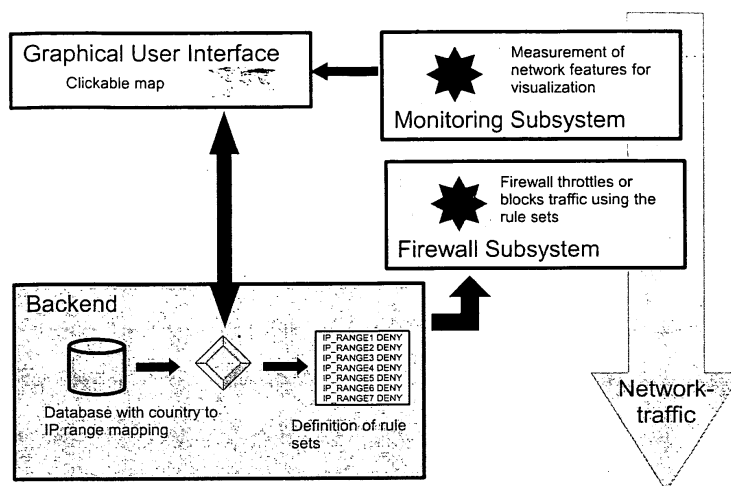 Graphical User Interface
Clickable map
Measurement of
network features for
visualization
Monitoring Subsystem
Firewall throttles or
blocks traffic using the
rule sets
Firewall Subsystem
Backend
IP_RANGE1 DENY
IP_RANGE2 DENY
IP_RANGE3 DENY
IP_RANGE4 DENY
IP_RANGE5 DENY
IP_RANGE6 DENY
IP_RANGE7 DENY
Database with country to
IP range mapping
Definition of rule
sets
Network-
traffic